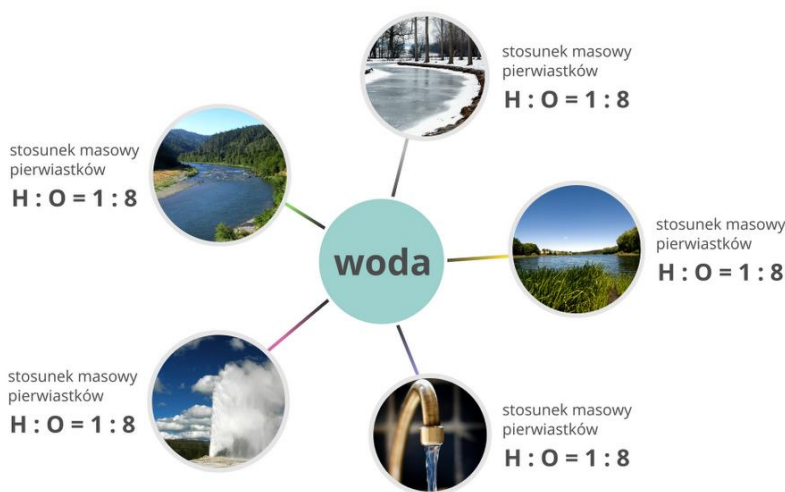 stosunek masowy
pierwiastków
H : O = 1 : 8
stosunek masowy
pierwiastków
H : O = 1 : 8
woda
stosunek masowy
pierwiastków
H : O = 1 : 8
stosunek masowy
pierwiastków
H : O = 1 : 8
stosunek masowy
pierwiastków
H : O = 1 : 8